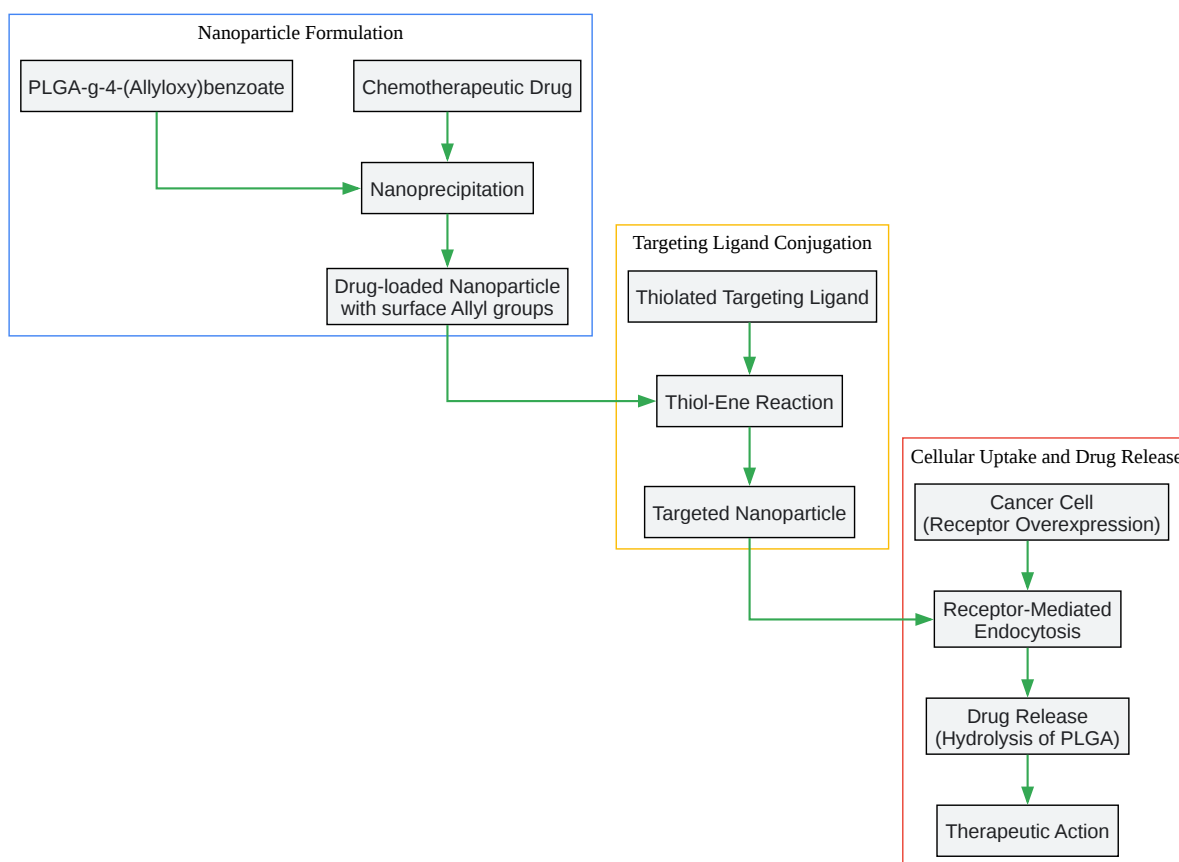 Nanoparticle Formulation
PLGA-g-4-(Allyloxy)benzoate
Chemotherapeutic Drug
Nanoprecipitation
Drug-loaded Nanoparticle
with surface Allyl groups
Targeting Ligand Conjugation
Thiolated Targeting Ligand
Thiol-Ene Reaction
Targeted Nanoparticle
Cellular Uptake and Drug Release
Cancer Cell
(Receptor Overexpression)
Receptor-Mediated
Endocytosis
Drug Release
(Hydrolysis of PLGA)
Therapeutic Action